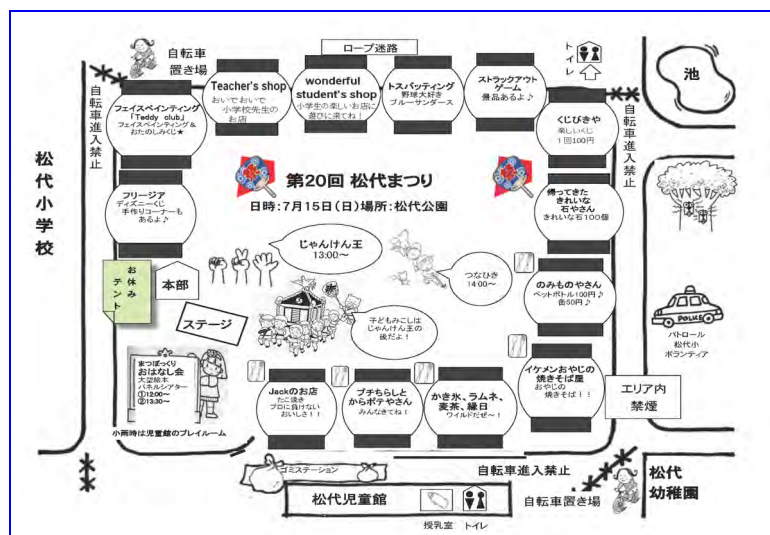 ロープ迷路
自転車
置き場
トイレ
池
フェイスペインティング
「Teddy club」
フェイスペインティング＆
おたのしみくじ★
Teacher's shop
おいでおいで
小学校先生の
お店
wonderful
student's shop
小学生の楽しいお店に
遊びに来てね！
トスバッティング
野球大好き
ブルーサンダース
ストラックアウト
ゲーム
景品あるよ♪
くじびきや
楽しいくじ
1回100円
自転車進入禁止
自転車進入禁止
松代小学校
フリージア
ディズニーくじ
手作りコーナーも
あるよ♪
第20回 松代まつり
日時：7月15日（日）場所：松代公園
帰ってきた
きれいな
石やさん
きれいな石100個
じゃんけん王
13:00～
つなひき
14:00～
お休み
テント
本部
ステージ
子どもみこしは
じゃんけん王の
後だよ！
のみものやさん
ペットボトル100円♪
缶50円♪
POLICE
パトロール
松代小
ボランティア
まつぼっくり
おはなし会
大型絵本
パネルシアター
①12:00～
②13:30～
小雨時は児童館のプレイルーム
Jackのお店
たこ焼き
プロに負けない
おいしさ！！
プチちらしと
からポテやさん
みんなきてね！
かき氷、ラムネ、
麦茶、縁日
ワイルドだぜ～！
イケメンおやじの
焼きそば屋
おやじの
焼きそば！！
エリア内
禁煙
ゴミステーション
自転車進入禁止
松代児童館
授乳室
トイレ
自転車置き場
松代
幼稚園